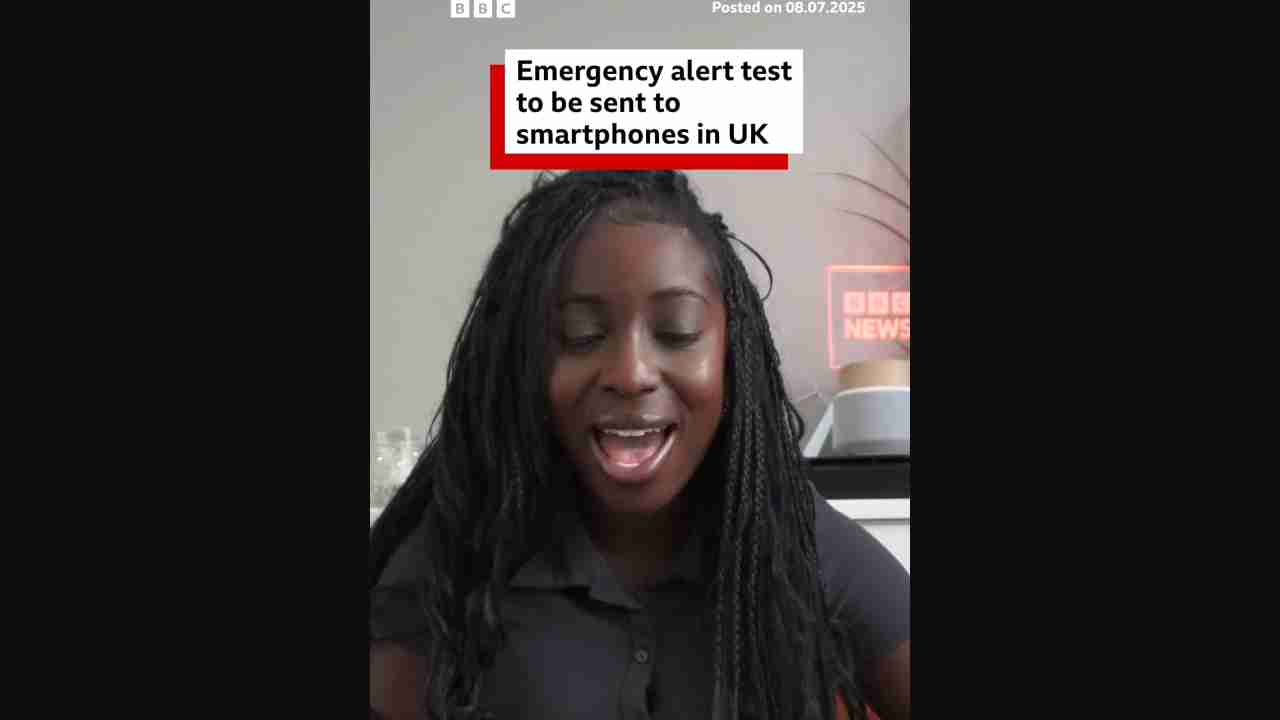 BBC
Posted on 08.07.2025
Emergency alert test
to be sent to
smartphones in UK
BBC
NEWS